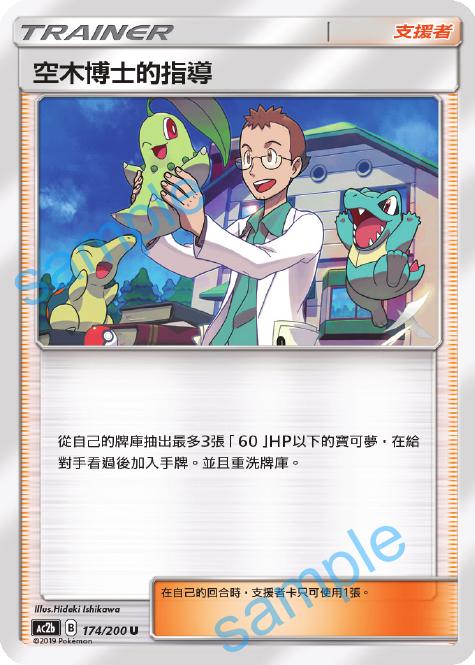 TRAINER
支援者
空木博士的指導
sample
從自己的牌庫抽出最多3張「60」HP以下的寶可夢，在給
對手看過後加入手牌。並且重洗牌庫。
sample
在自己的回合時，支援者卡只可使用1張。
Illus.Hideki Ishikawa
AC2b B 174/200 U
©2019 Pokémon